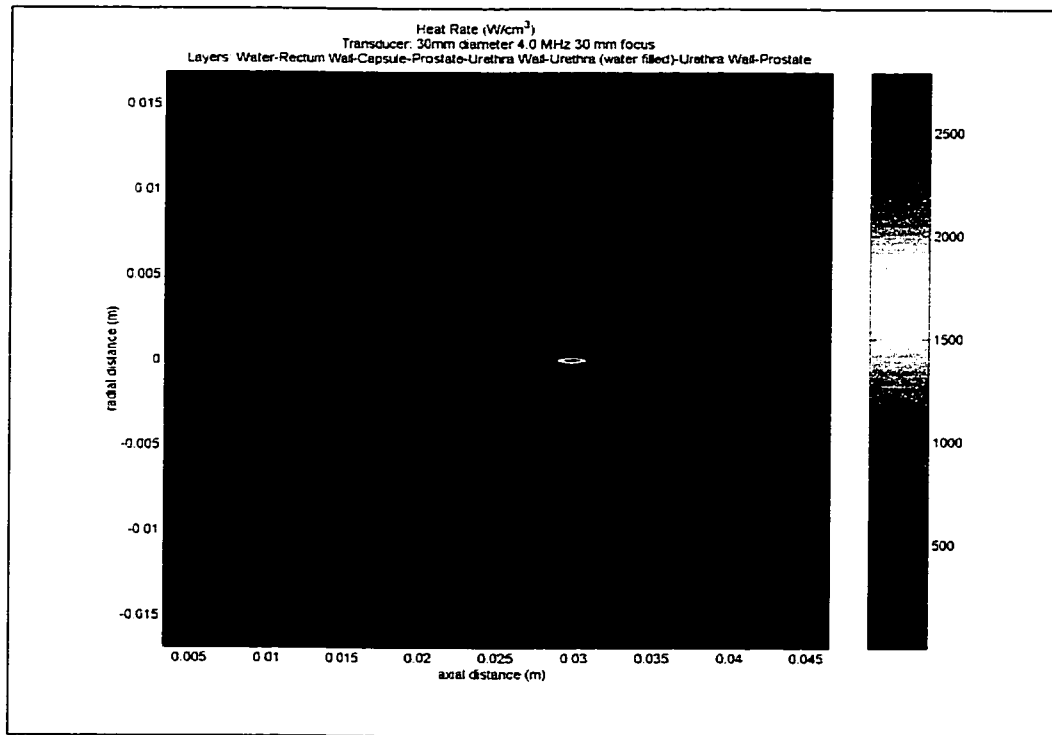 Heat Rate (W/cm³)
Transducer: 30mm diameter 4.0 MHz 30 mm focus
Layers: Water-Rectum Wall-Capsule-Prostate-Urethra Wall-Urethra (water filled)-Urethra Wall-Prostate
0.015
0.01
0.005
0
-0.005
-0.01
-0.015
radial distance (m)
0.005 0.01 0.015 0.02 0.025 0.03 0.035 0.04 0.045
axial distance (m)
2500
2000
1500
1000
500